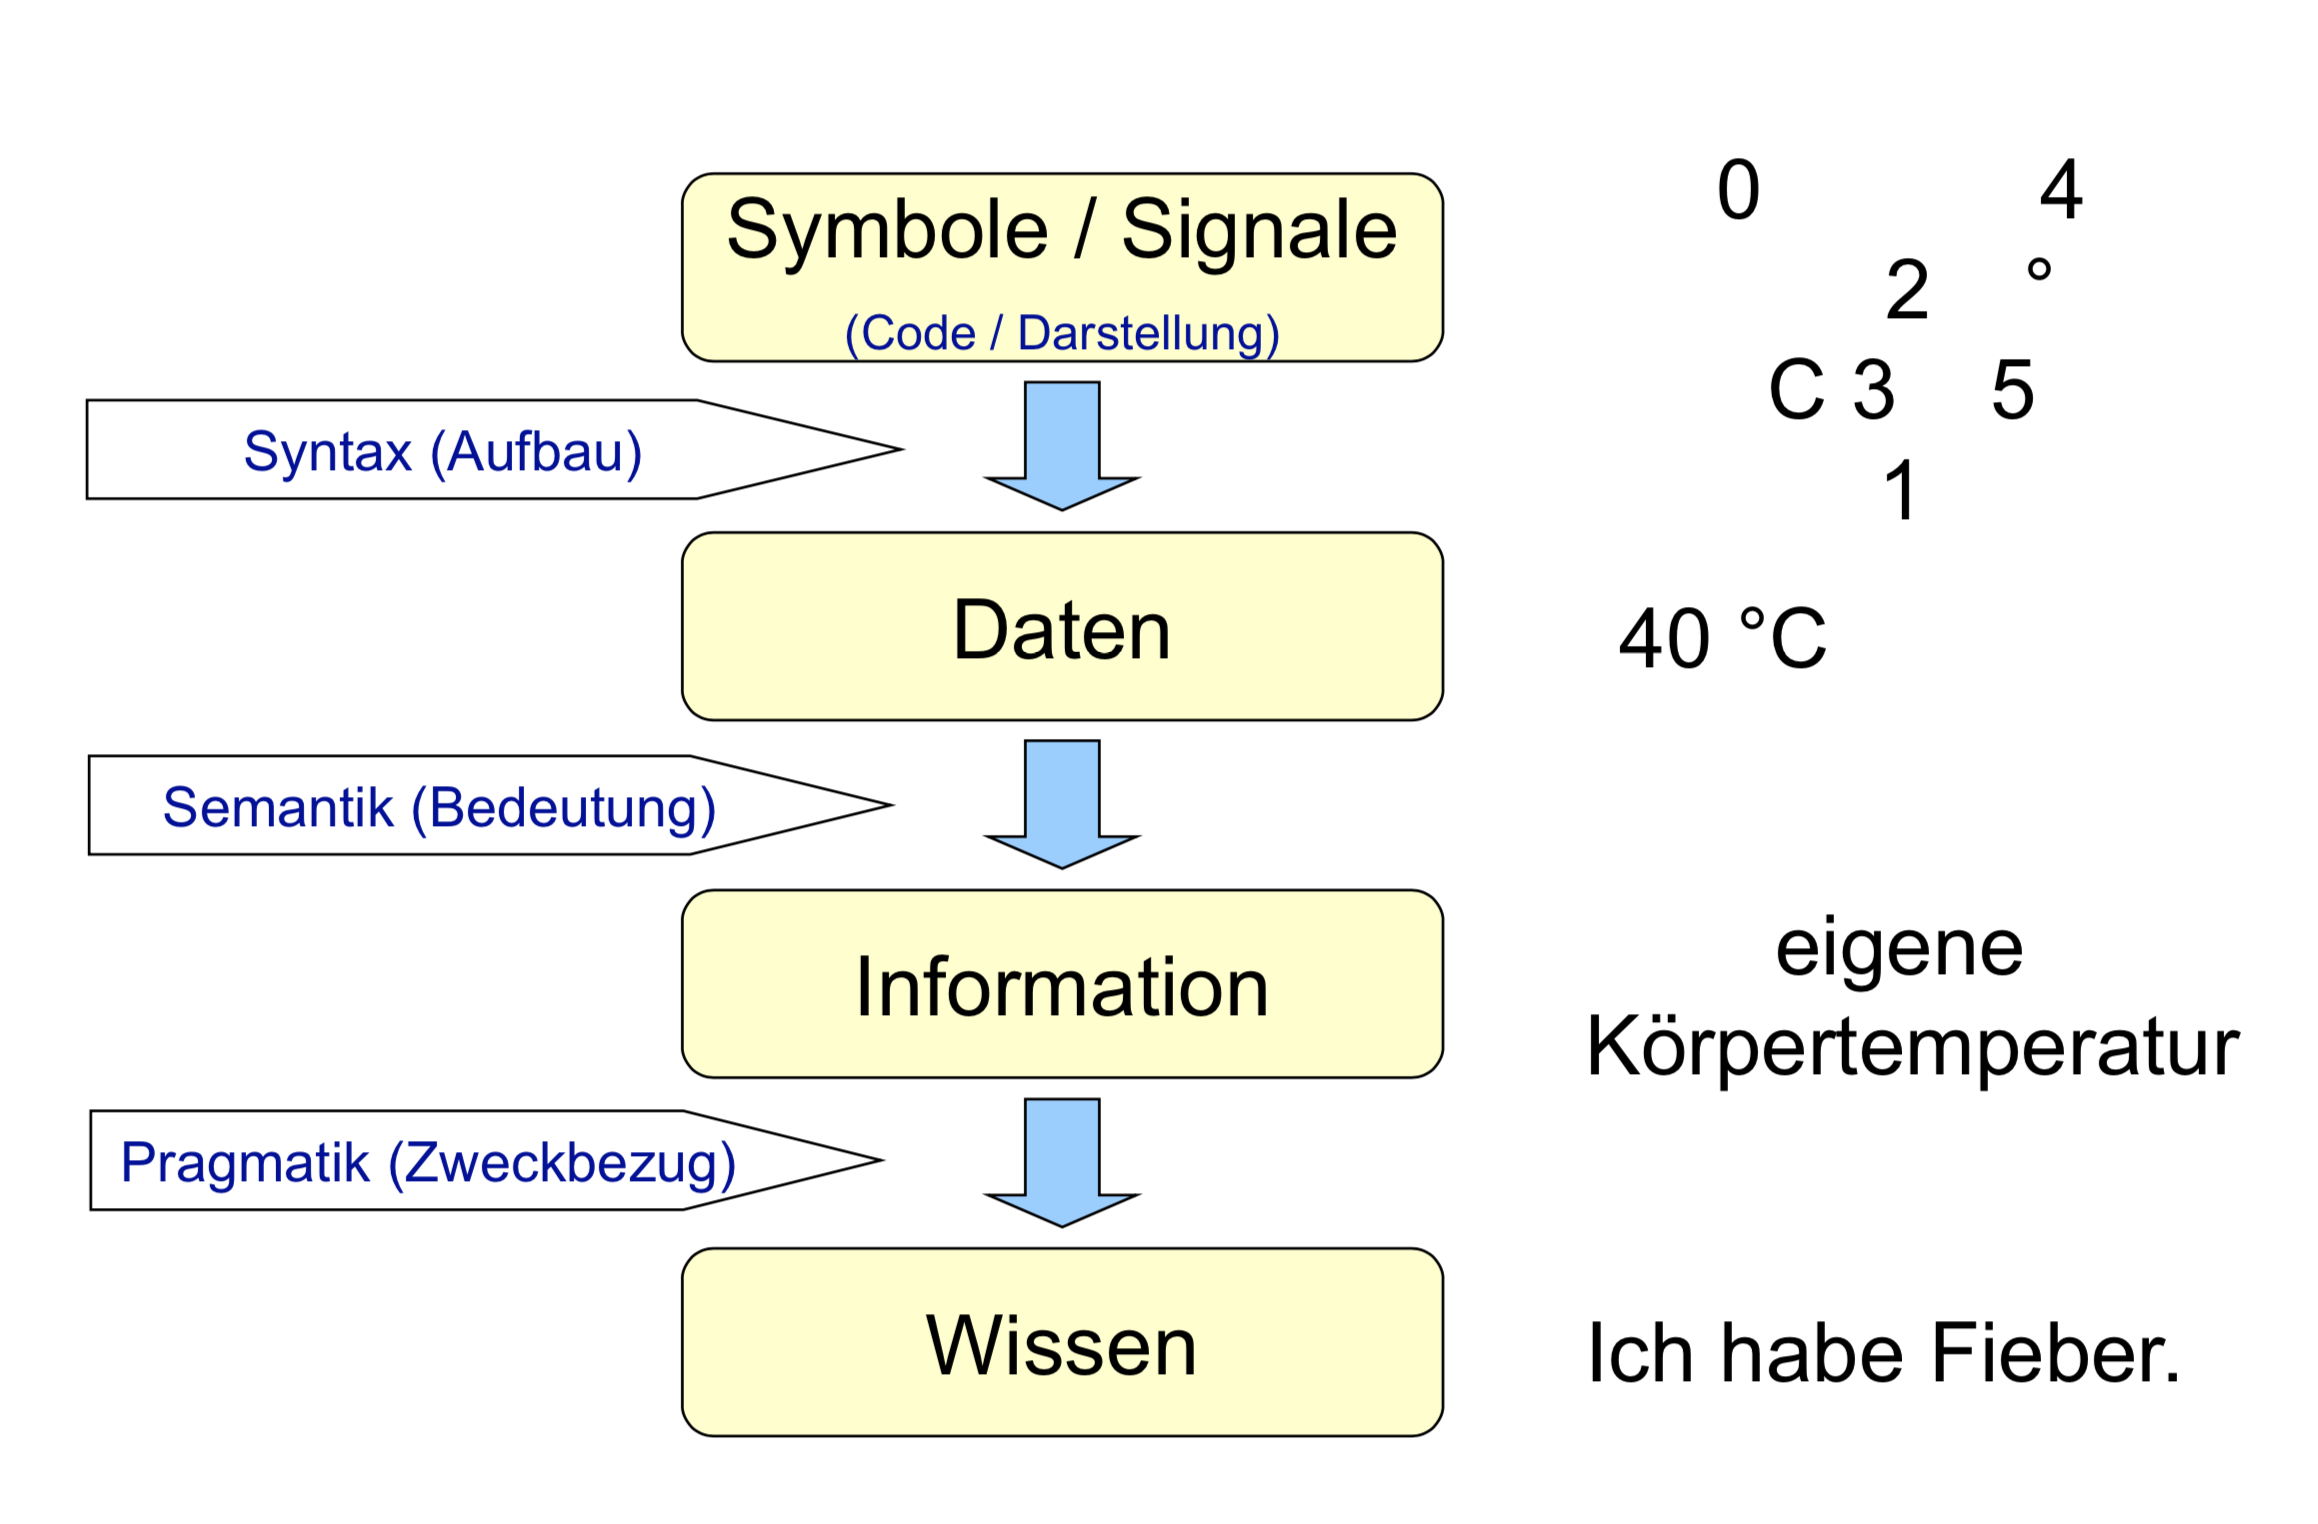 0 4
Symbole / Signale
2 °
(Code / Darstellung)
C 3 5
Syntax (Aufbau)
1
Daten
40 °C
Semantik (Bedeutung)
Information
eigene
Körpertemperatur
Pragmatik (Zweckbezug)
Wissen
Ich habe Fieber.